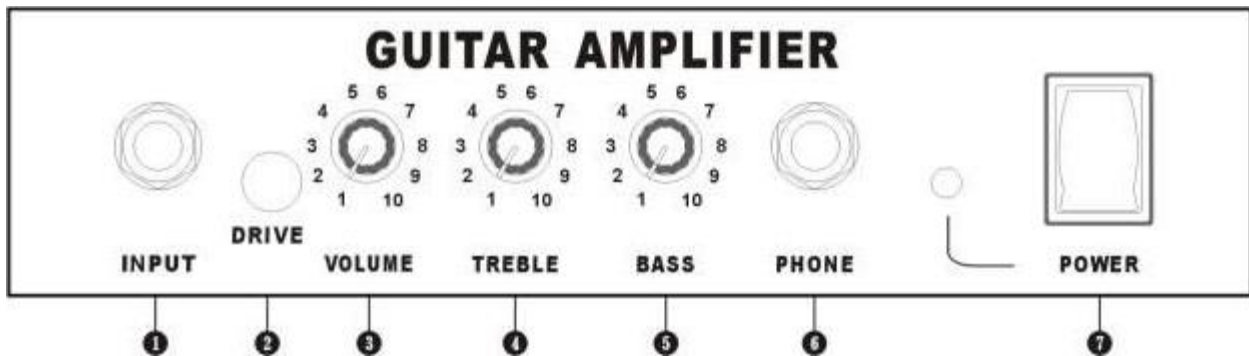 GUITAR AMPLIFIER
5 6 5 6 5 6
4 7 4 7 4 7
3 8 3 8 3 8
2 9 2 9 2 9
1 10 1 10 1 10
DRIVE
INPUT VOLUME TREBLE BASS PHONE POWER
1 2 3 4 5 6 7